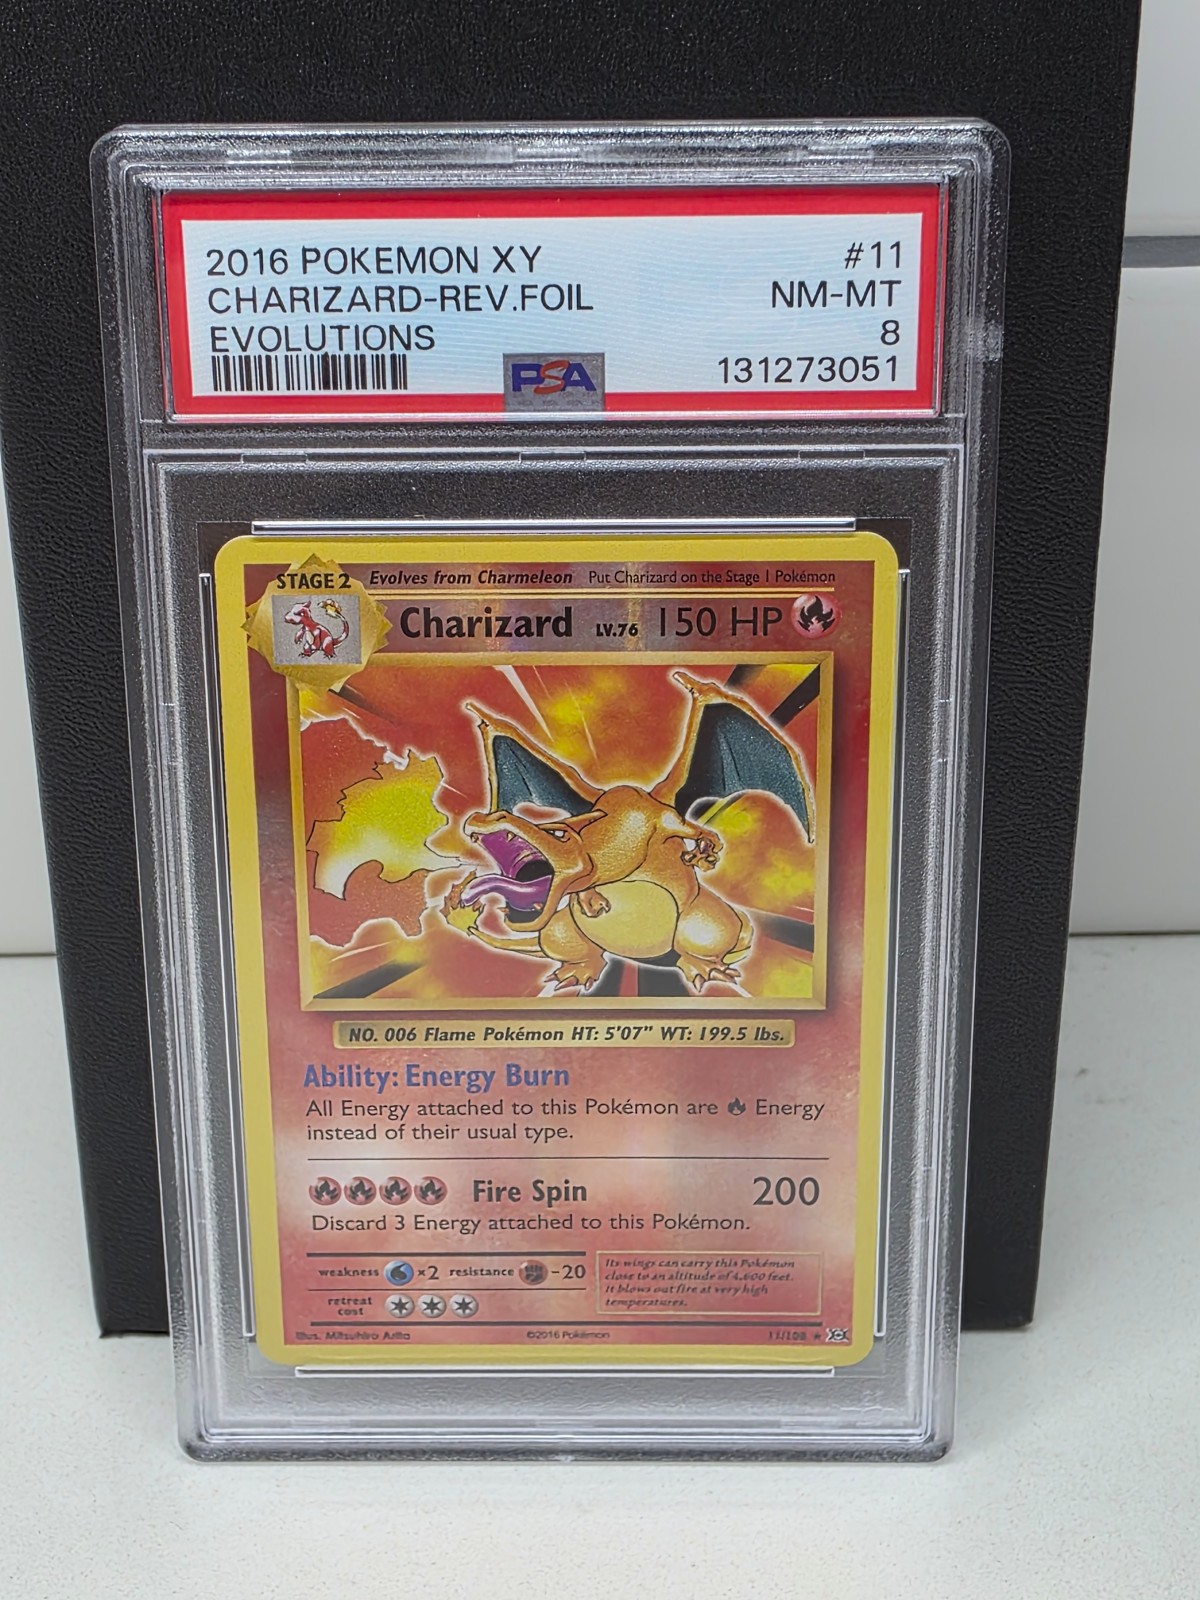 2016 POKEMON XY #11
CHARIZARD-REV.FOIL NM-MT
EVOLUTIONS 8
PSA 131273051
STAGE 2 Evolves from Charmeleon Put Charizard on the Stage 1 Pokémon
Charizard LV.76 150 HP
NO. 006 Flame Pokémon HT: 5'07" WT: 199.5 lbs.
Ability: Energy Burn
All Energy attached to this Pokémon are Energy
instead of their usual type.
Fire Spin 200
Discard 3 Energy attached to this Pokémon.
weakness ×2 resistance -20
retreat
cost
Its wings can carry this Pokémon
close to an altitude of 4,600 feet.
It blows out fire at very high
temperatures.
Illus. Mitsuhiro Arita ©2016 Pokémon 11/108 ★